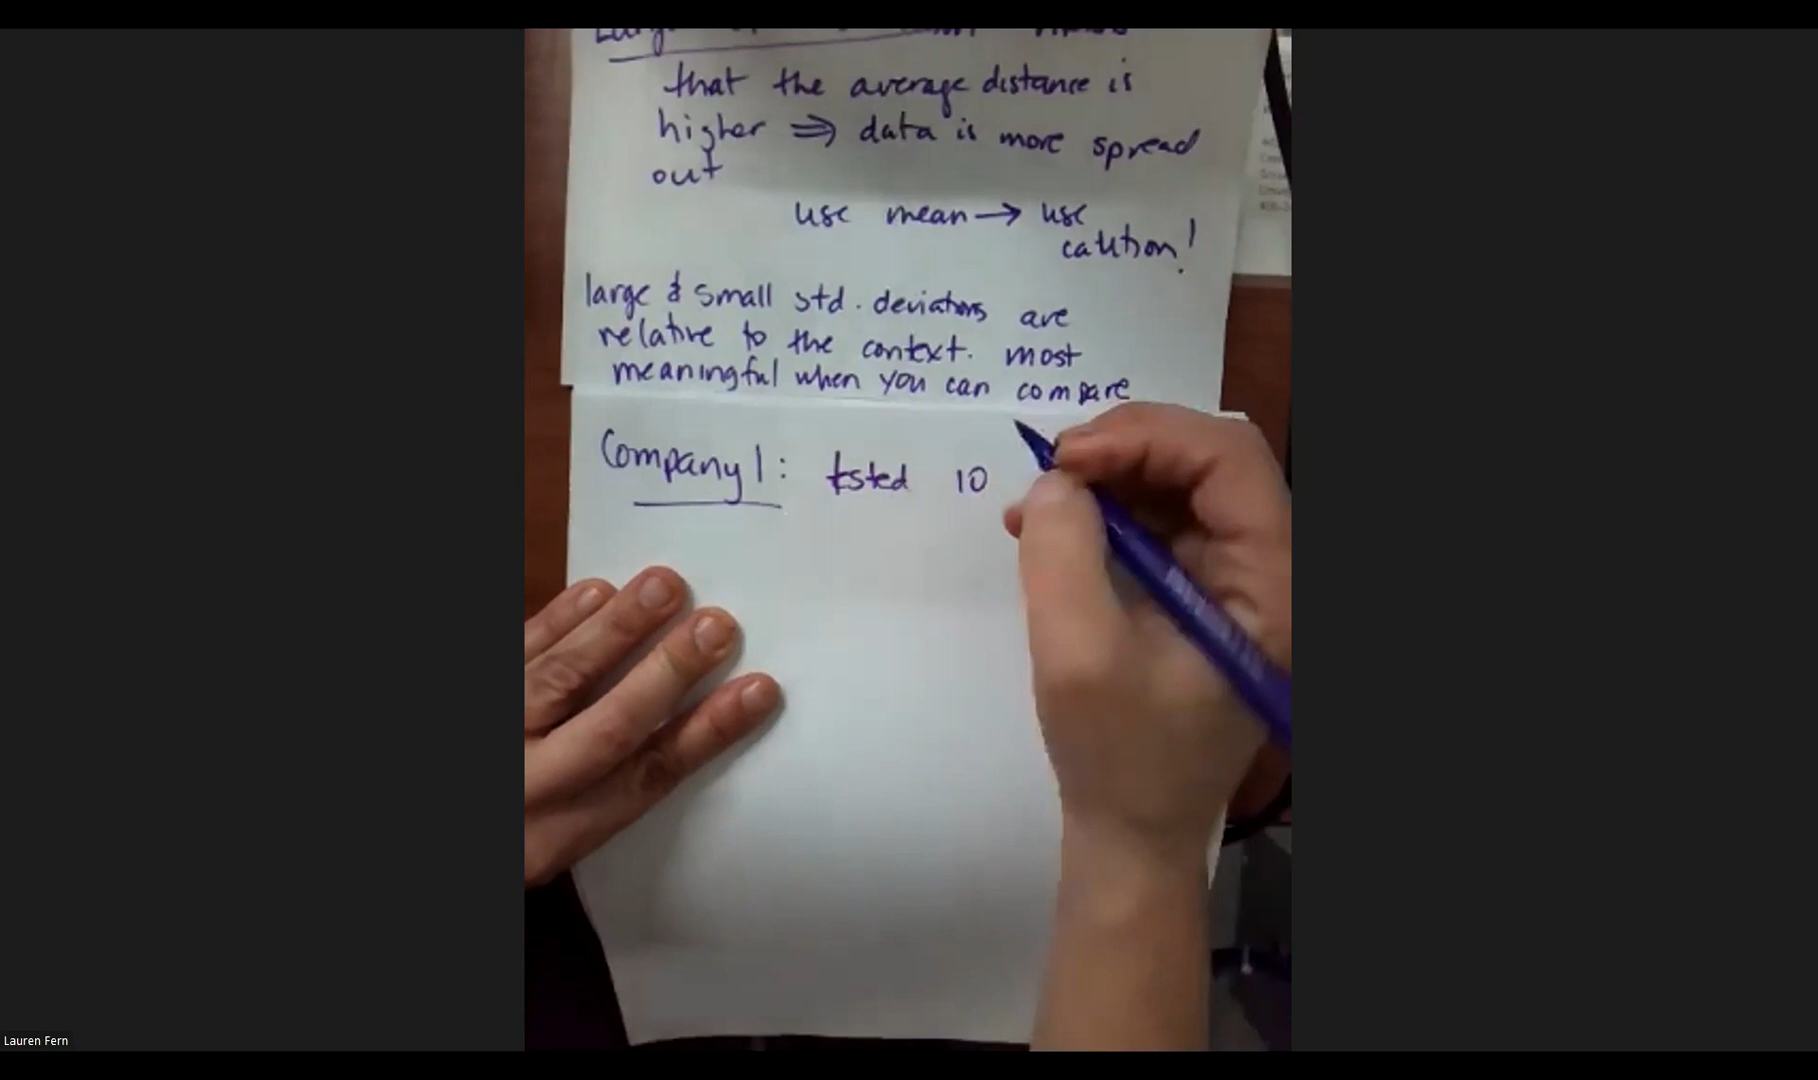 that the average distance is
higher ⇒ data is more spread
out
use mean → use
caution!
large & small std. deviations are
relative to the context. most
meaningful when you can compare
Company 1: tested 10
Lauren Fern